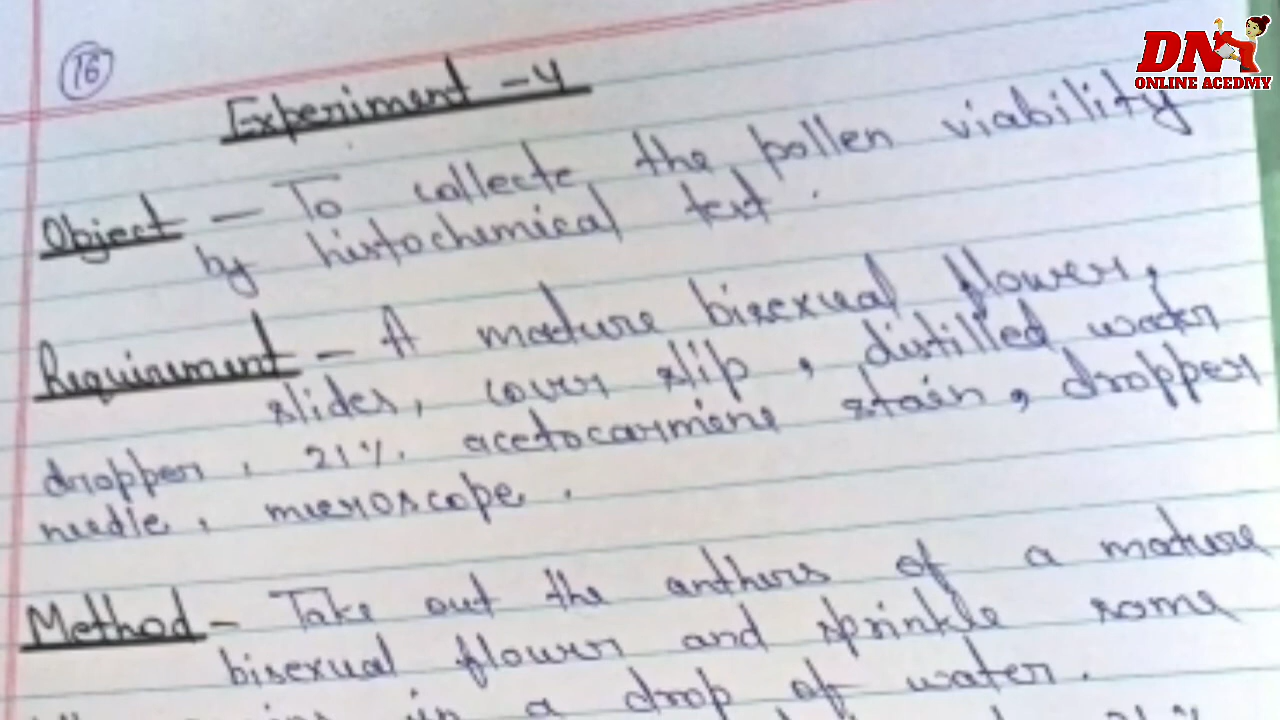 16
DNA
ONLINE ACEDMY
Experiment - 4
Object - To collecte the pollen viability
by histochemical test.
Requirement - A mature bisexual flower,
slides, cover slip, distilled water
dropper, 21%. acetocarmine stain, dropper
needle, microscope.
Method - Take out the anthers of a mature
bisexual flower and sprinkle some
in a drop of water.
21%